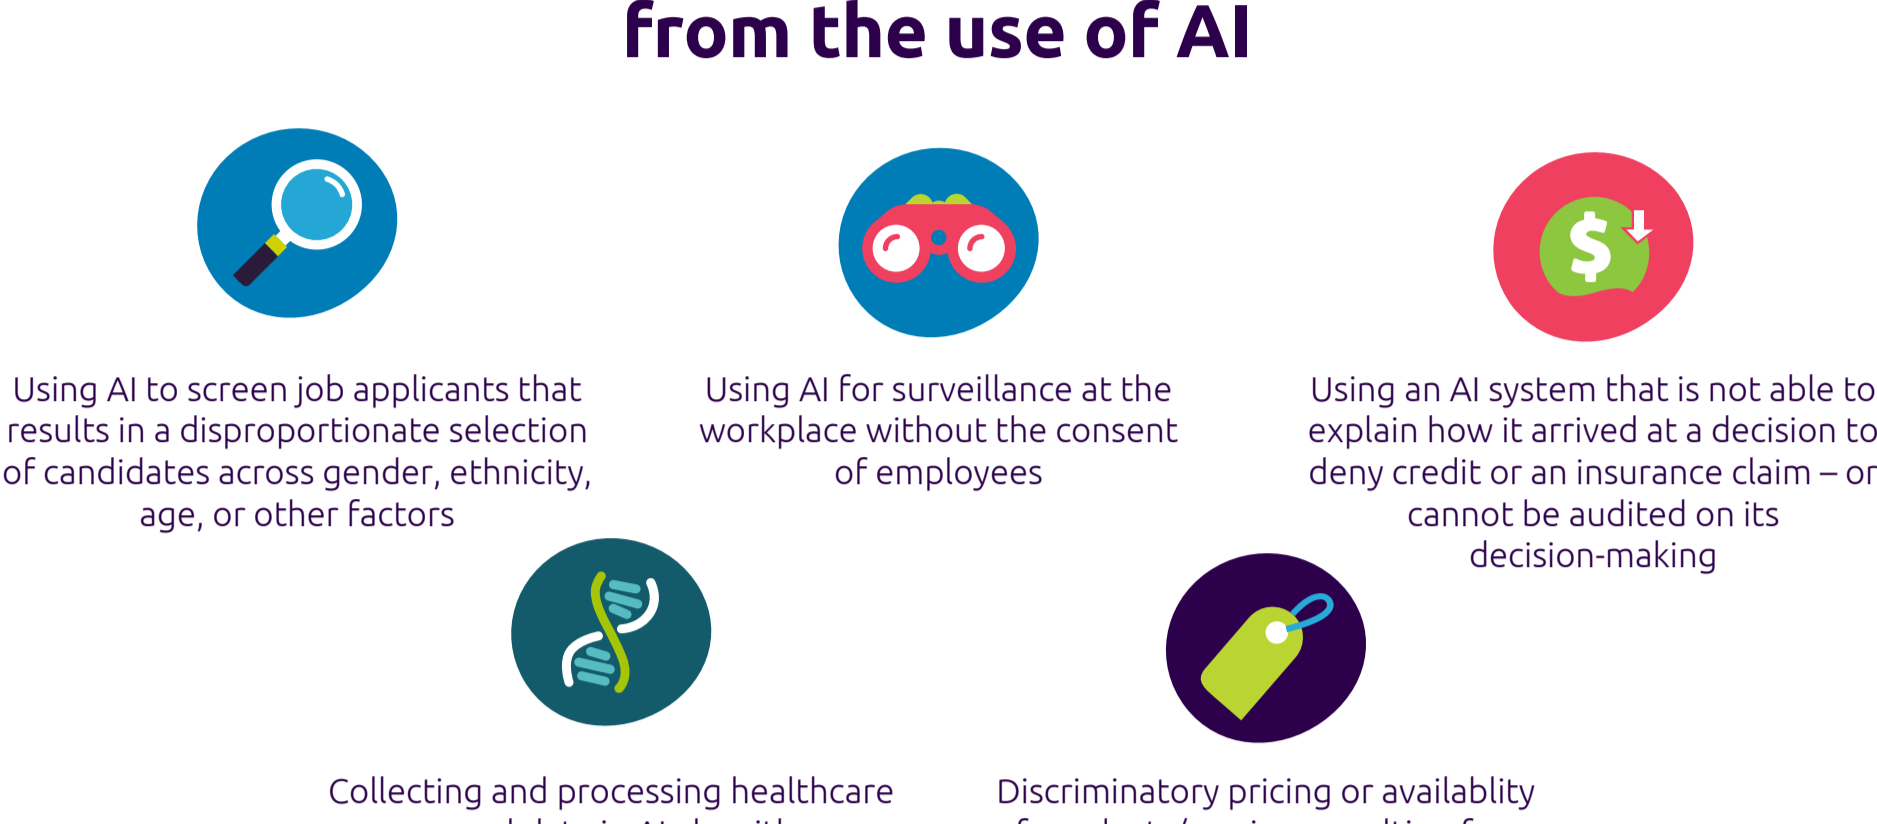 from the use of AI
Using AI to screen job applicants that
results in a disproportionate selection
of candidates across gender, ethnicity,
age, or other factors
Using AI for surveillance at the
workplace without the consent
of employees
Using an AI system that is not able to
explain how it arrived at a decision to
deny credit or an insurance claim – or
cannot be audited on its
decision-making
$
Collecting and processing healthcare
Discriminatory pricing or availablity